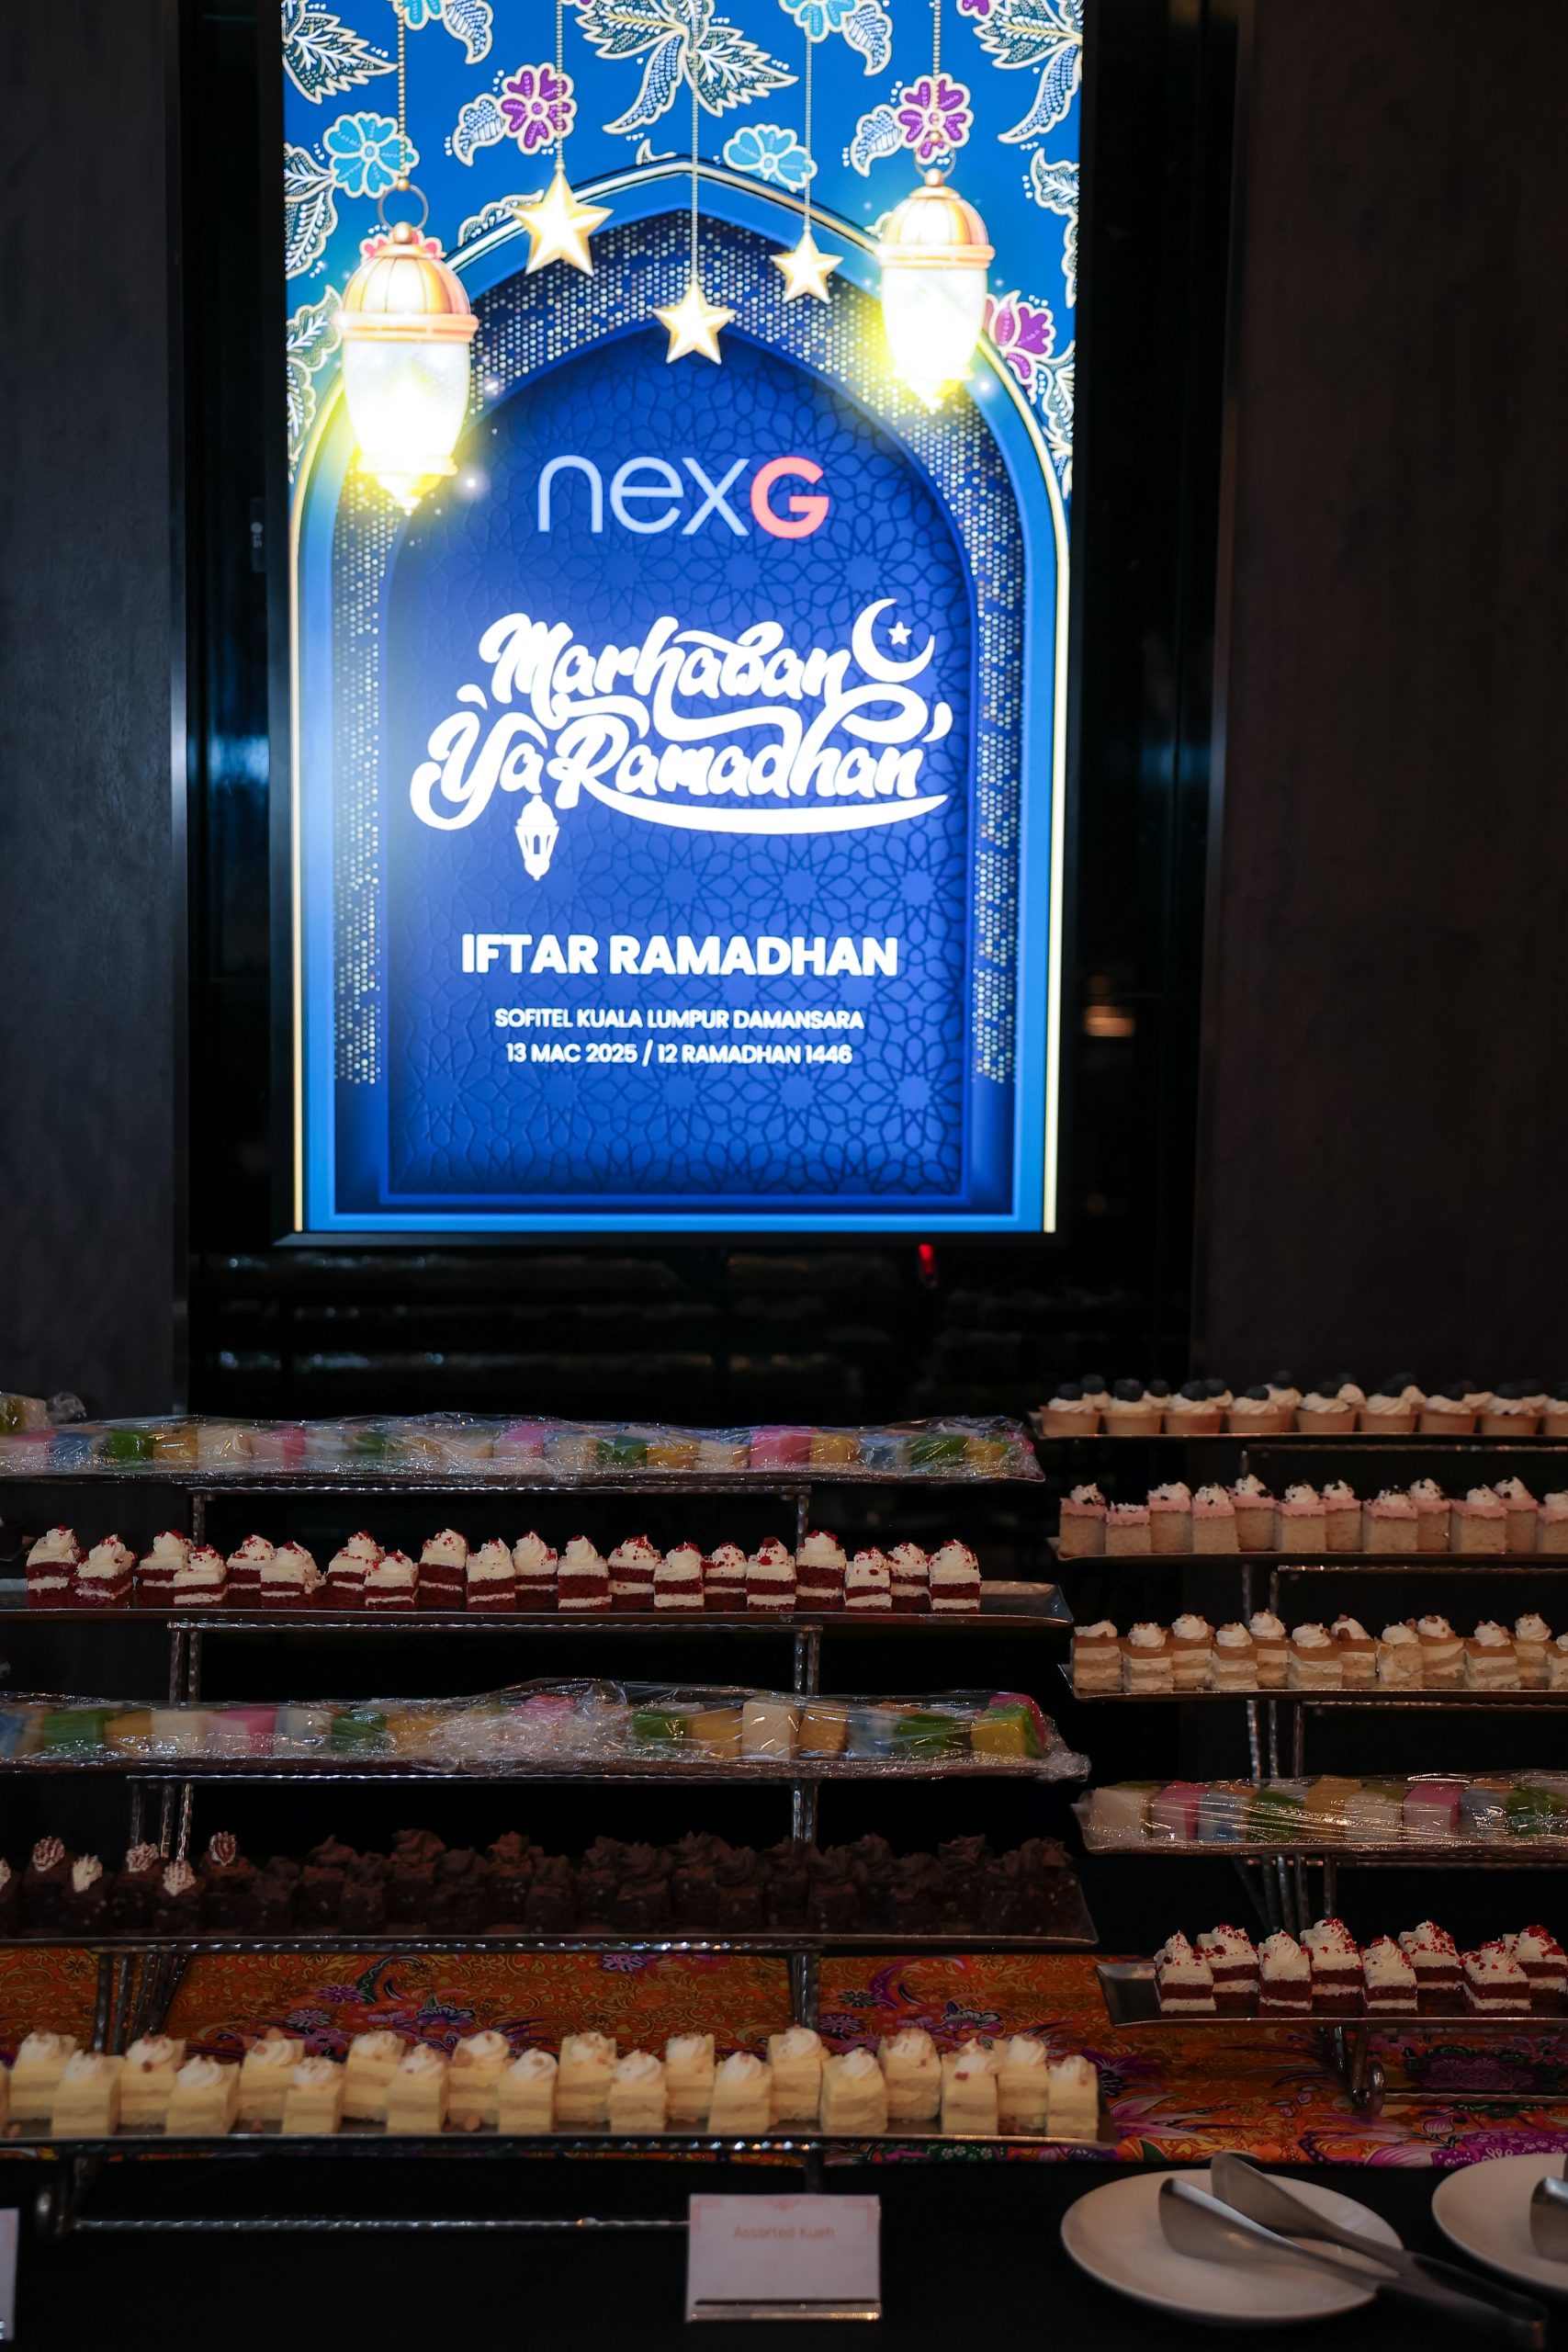 nexG
Marhaban
Ya Ramadhan
IFTAR RAMADHAN
SOFITEL KUALA LUMPUR DAMANSARA
13 MAC 2025 / 12 RAMADHAN 1446
Assorted Kueh